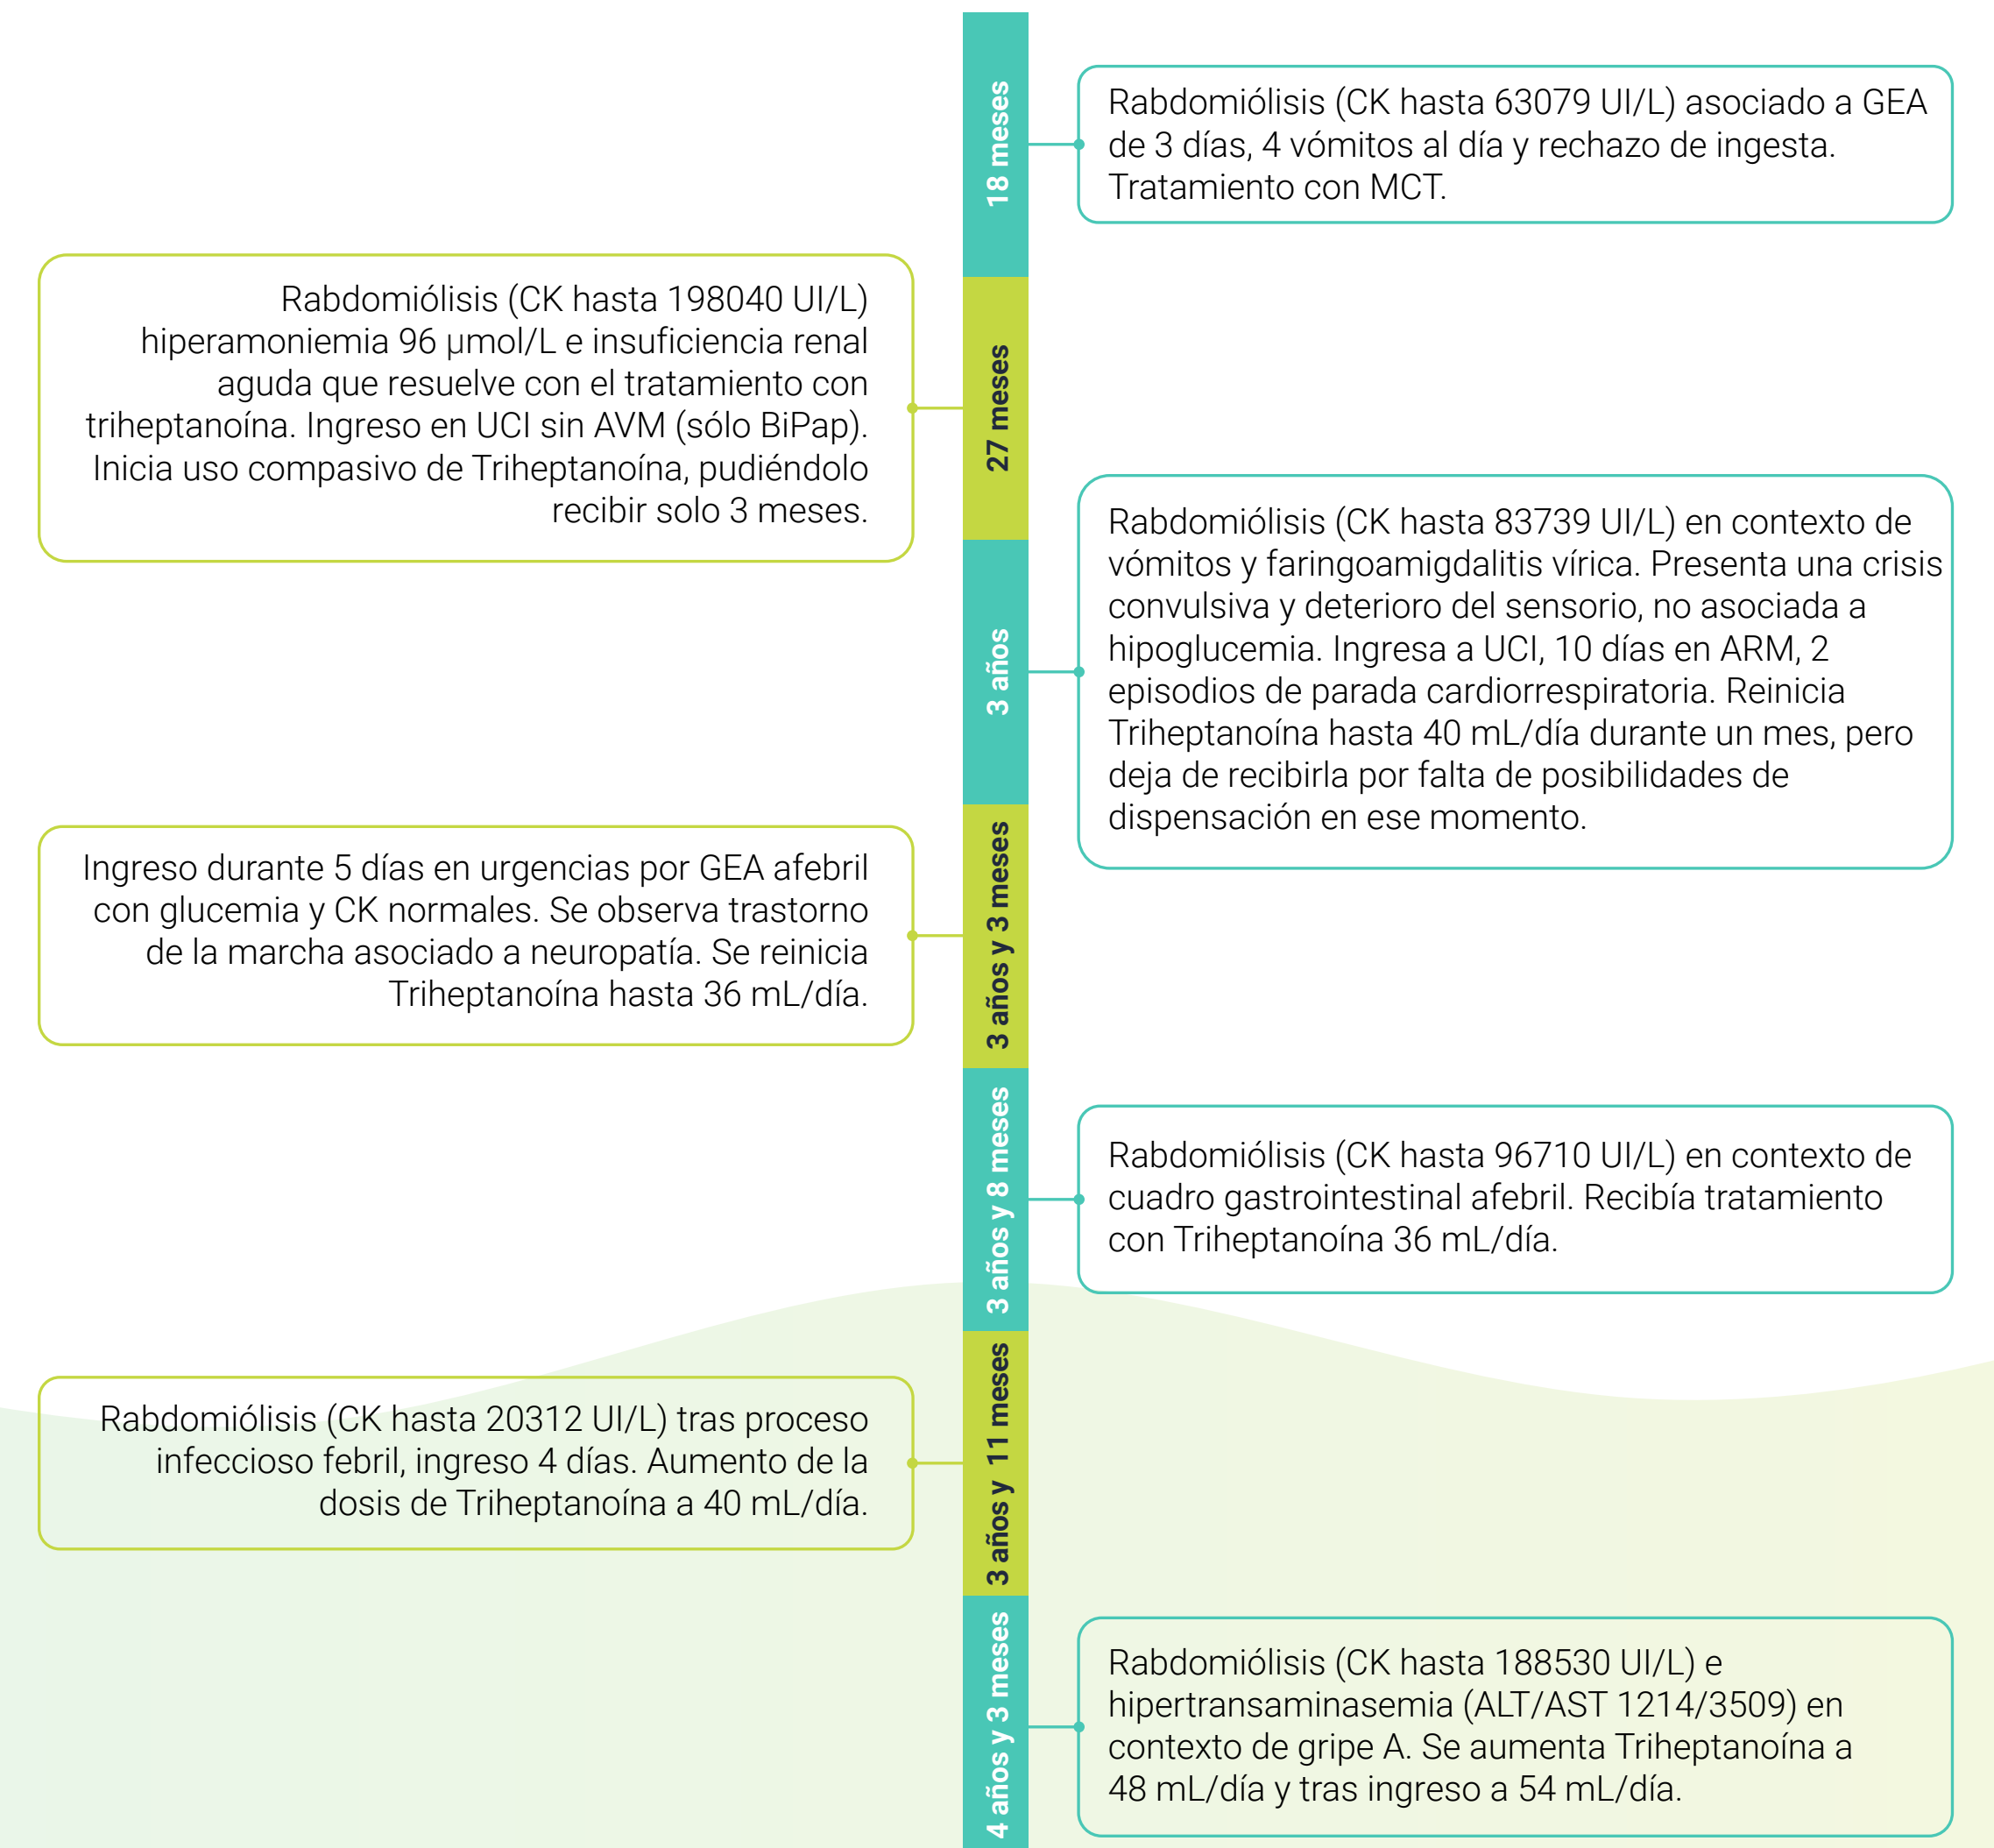 18 meses
Rabdomiólisis (CK hasta 63079 UI/L) asociado a GEA
de 3 días, 4 vómitos al día y rechazo de ingesta.
Tratamiento con MCT.
27 meses
Rabdomiólisis (CK hasta 198040 UI/L)
hiperamoniemia 96 μmol/L e insuficiencia renal
aguda que resuelve con el tratamiento con
triheptanoína. Ingreso en UCI sin AVM (sólo BiPap).
Inicia uso compasivo de Triheptanoína, pudiéndolo
recibir solo 3 meses.
3 años
Rabdomiólisis (CK hasta 83739 UI/L) en contexto de
vómitos y faringoamigdalitis vírica. Presenta una crisis
convulsiva y deterioro del sensorio, no asociada a
hipoglucemia. Ingresa a UCI, 10 días en ARM, 2
episodios de parada cardiorrespiratoria. Reinicia
Triheptanoína hasta 40 mL/día durante un mes, pero
deja de recibirla por falta de posibilidades de
dispensación en ese momento.
3 años y 3 meses
Ingreso durante 5 días en urgencias por GEA afebril
con glucemia y CK normales. Se observa trastorno
de la marcha asociado a neuropatía. Se reinicia
Triheptanoína hasta 36 mL/día.
3 años y 8 meses
Rabdomiólisis (CK hasta 96710 UI/L) en contexto de
cuadro gastrointestinal afebril. Recibía tratamiento
con Triheptanoína 36 mL/día.
3 años y 11 meses
Rabdomiólisis (CK hasta 20312 UI/L) tras proceso
infeccioso febril, ingreso 4 días. Aumento de la
dosis de Triheptanoína a 40 mL/día.
4 años y 3 meses
Rabdomiólisis (CK hasta 188530 UI/L) e
hipertransaminasemia (ALT/AST 1214/3509) en
contexto de gripe A. Se aumenta Triheptanoína a
48 mL/día y tras ingreso a 54 mL/día.